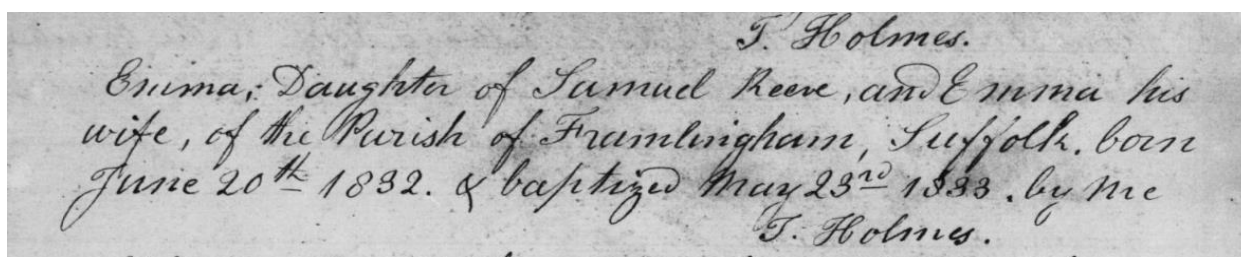 T. Holmes.
Emma, Daughter of Samuel Reeve, and Emma his
wife, of the Parish of Framlingham, Suffolk. born
June 20th 1832. & baptized May 23rd 1833. by me
T. Holmes.